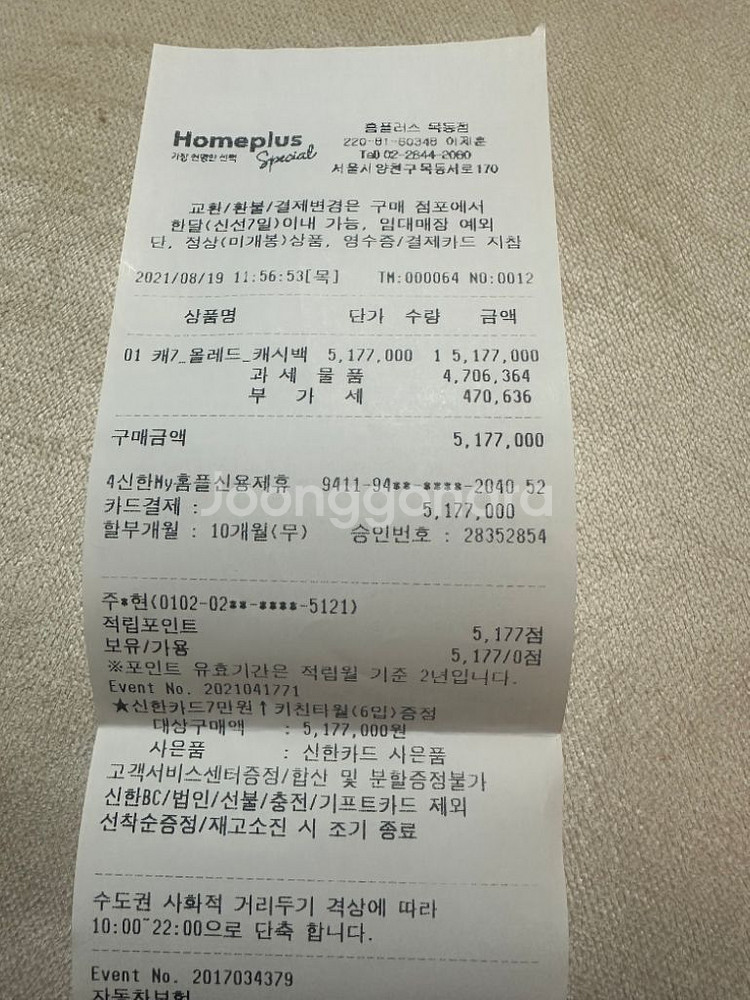 Homeplus
Special
가장 현명한 선택
홈플러스 목동점
220-81-60348 이제훈
Tel) 02-2644-2080
서울시 양천구 목동서로 170
교환/환불/결제변경은 구매 점포에서
한달(신선7일)이내 가능, 임대매장 예외
단, 정상(미개봉)상품, 영수증/결제카드 지참
2021/08/19 11:56:53[목] TM:000064 NO:0012
상품명 단가 수량 금액
01 캐7_올레드_캐시백 5,177,000 1 5,177,000
과 세 물 품 4,706,364
부 가 세 470,636
구매금액 5,177,000
4신한My홈플신용제휴 9411-94**-****-2040 52
카드결제 : 5,177,000
할부개월 : 10개월(무) 승인번호 : 28352854
Joonggonara
주*현(0102-02**-****-5121)
적립포인트 5,177점
보유/가용 5,177/0점
※포인트 유효기간은 적립월 기준 2년입니다.
Event No. 2021041771
★신한카드7만원↑키친타월(6입)증정
대상구매액 : 5,177,000원
사은품 : 신한카드 사은품
고객서비스센터증정/합산 및 분할증정불가
신한BC/법인/선불/충전/기프트카드 제외
선착순증정/재고소진 시 조기 종료
수도권 사회적 거리두기 격상에 따라
10:00~22:00으로 단축 합니다.
Event No. 2017034379
자동차보험